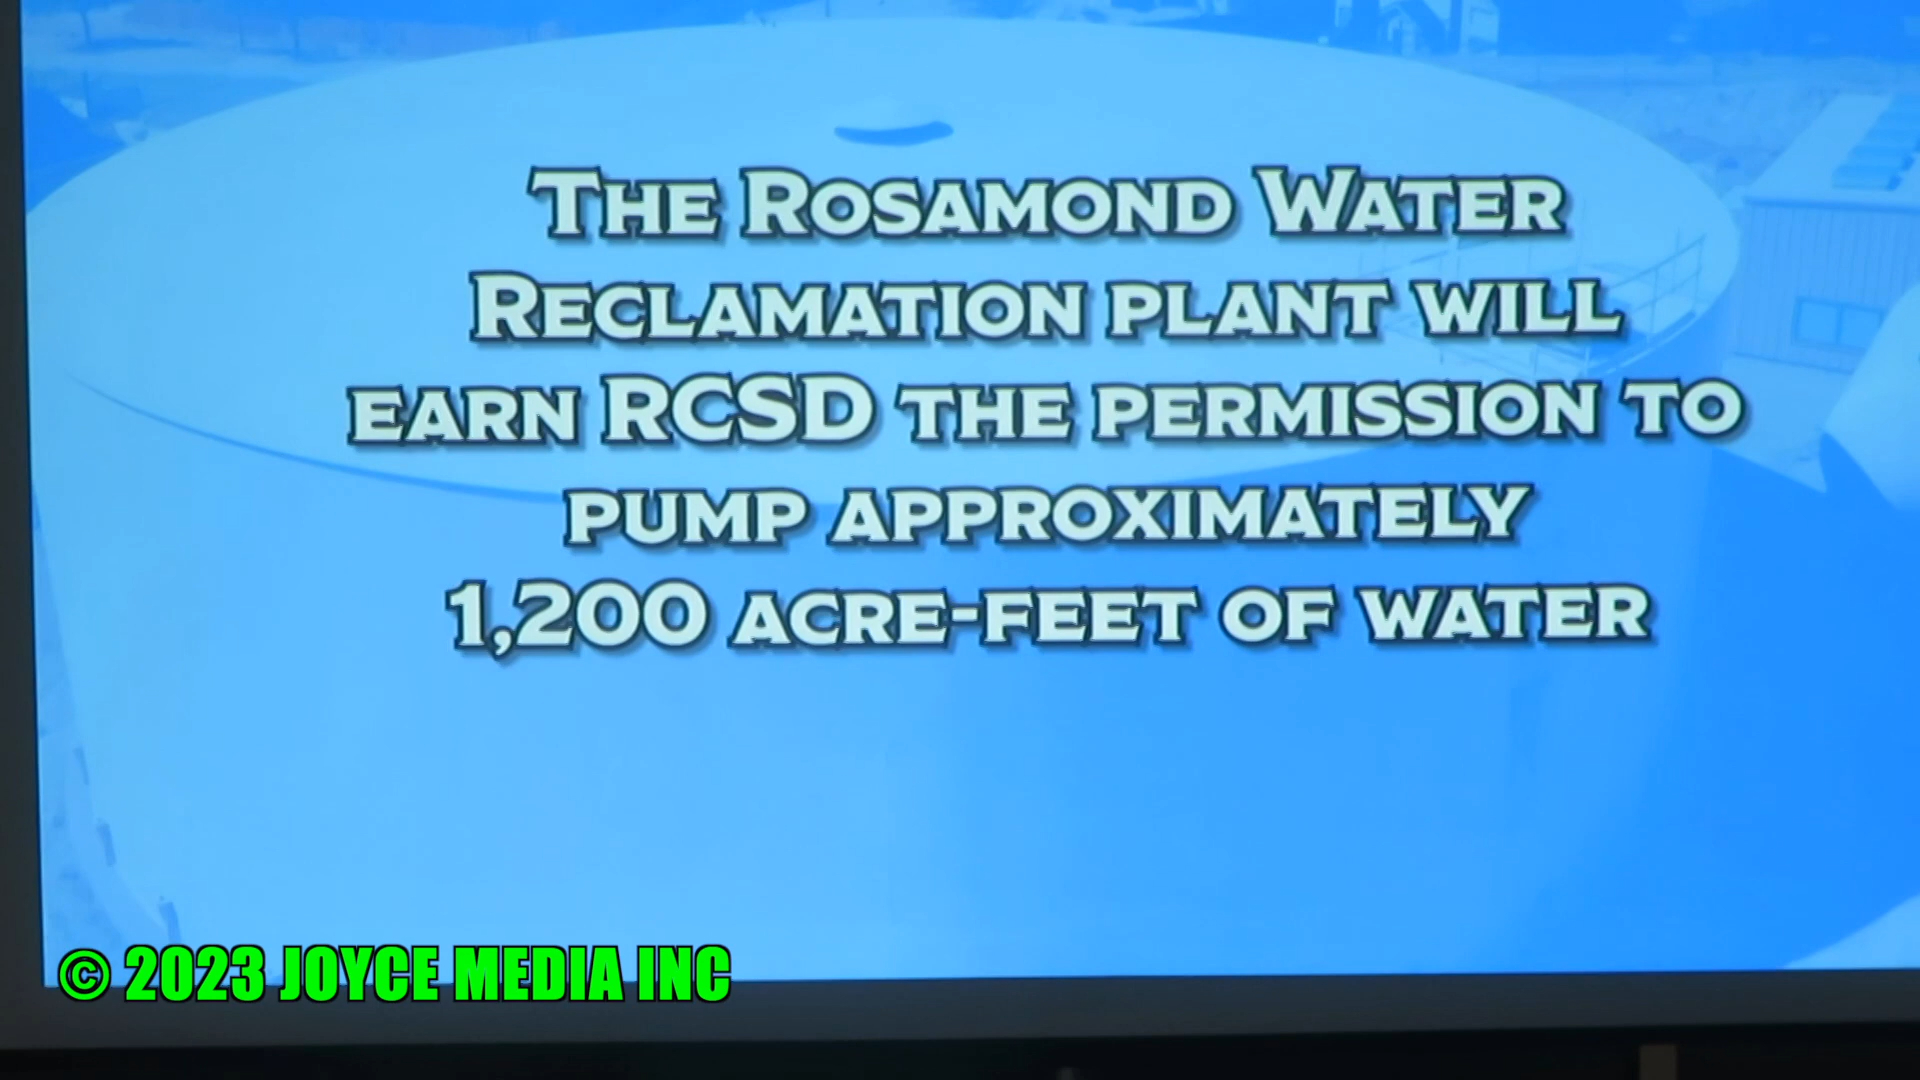 The Rosamond Water
Reclamation plant will
earn RCSD the permission to
pump approximately
1,200 acre-feet of water
© 2023 JOYCE MEDIA INC